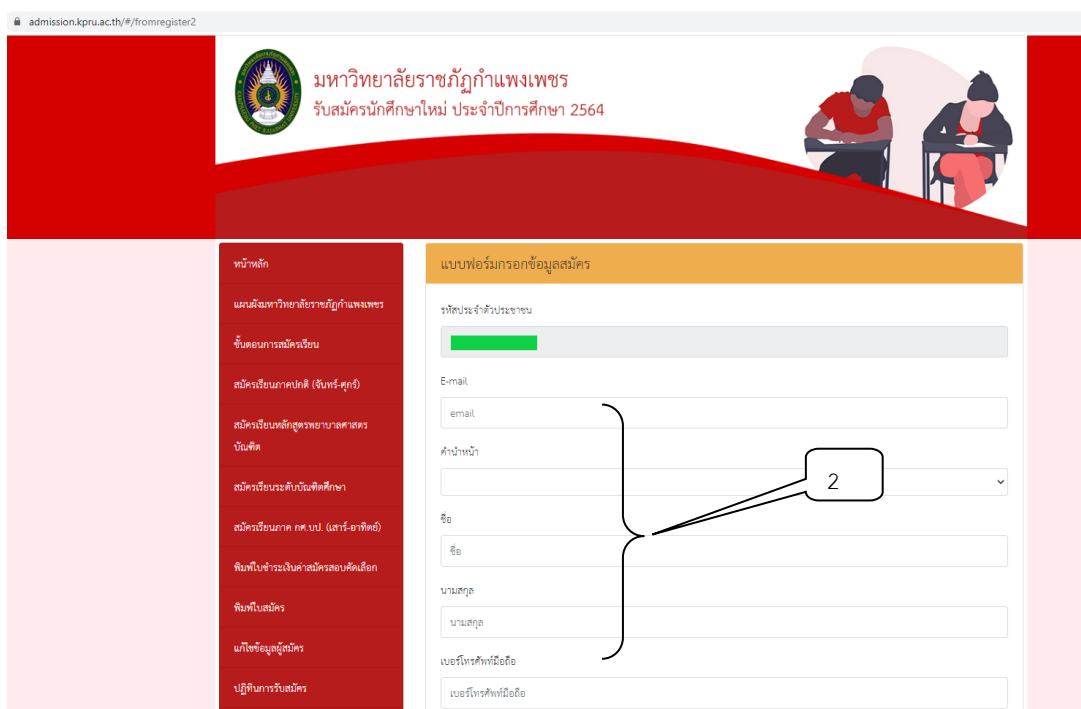 admission.kpru.ac.th/#/fromregister2
มหาวิทยาลัยราชภัฏกำแพงเพชร
รับสมัครนักศึกษาใหม่ ประจำปีการศึกษา 2564
หน้าหลัก
แผนผังมหาวิทยาลัยราชภัฏกำแพงเพชร
ขั้นตอนการสมัครเรียน
สมัครเรียนภาคปกติ (จันทร์-ศุกร์)
สมัครเรียนหลักสูตรพยาบาลศาสตร
บัณฑิต
สมัครเรียนระดับบัณฑิตศึกษา
สมัครเรียนภาค กศ.บป. (เสาร์-อาทิตย์)
พิมพ์ใบชำระเงินค่าสมัครสอบคัดเลือก
พิมพ์ใบสมัคร
แก้ไขข้อมูลผู้สมัคร
ปฏิทินการรับสมัคร
แบบฟอร์มกรอกข้อมูลสมัคร
รหัสประจำตัวประชาชน
E-mail
email
คำนำหน้า
2
ชื่อ
ชื่อ
นามสกุล
นามสกุล
เบอร์โทรศัพท์มือถือ
เบอร์โทรศัพท์มือถือ